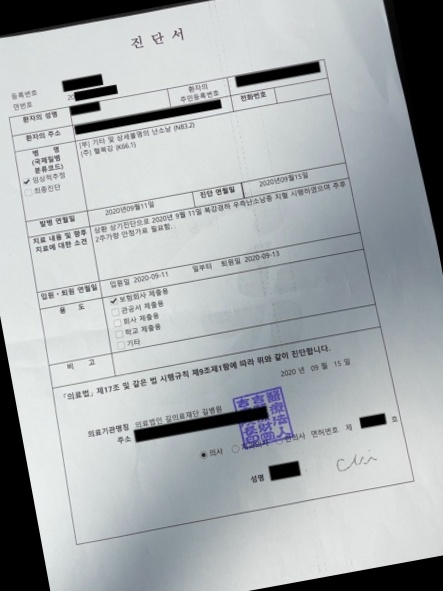 진 단 서
등록번호
연번호
환자의 성명
환자의 주민등록번호
환자의 주소
전화번호
병 명
(국제질병
분류코드)
✓ 임상적추정
□ 최종진단
[부] 기타 및 상세불명의 난소낭 (N83.2)
(주) 혈복강 (K66.1)
발병 연월일 2020년09월11일 진단 연월일 2020년09월15일
치료 내용 및 향후
치료에 대한 소견
상환 상기진단으로 2020년 9월 11일 복강경하 우측난소낭종 지혈 시행하였으며 추후
2주가량 안정가료 필요함.
입원·퇴원 연월일 입원일 2020-09-11 일부터 퇴원일 2020-09-13
용 도
✓ 보험회사 제출용
□ 관공서 제출용
□ 회사 제출용
□ 학교 제출용
□ 기타
비 고
「의료법」 제17조 및 같은 법 시행규칙 제9조제1항에 따라 위와 같이 진단합니다.
2020 년 09 월 15 일
의료기관명칭 의료법인 길의료재단 길병원
주소
◉ 의사 ○ 한의사 면허번호 제 호
성명